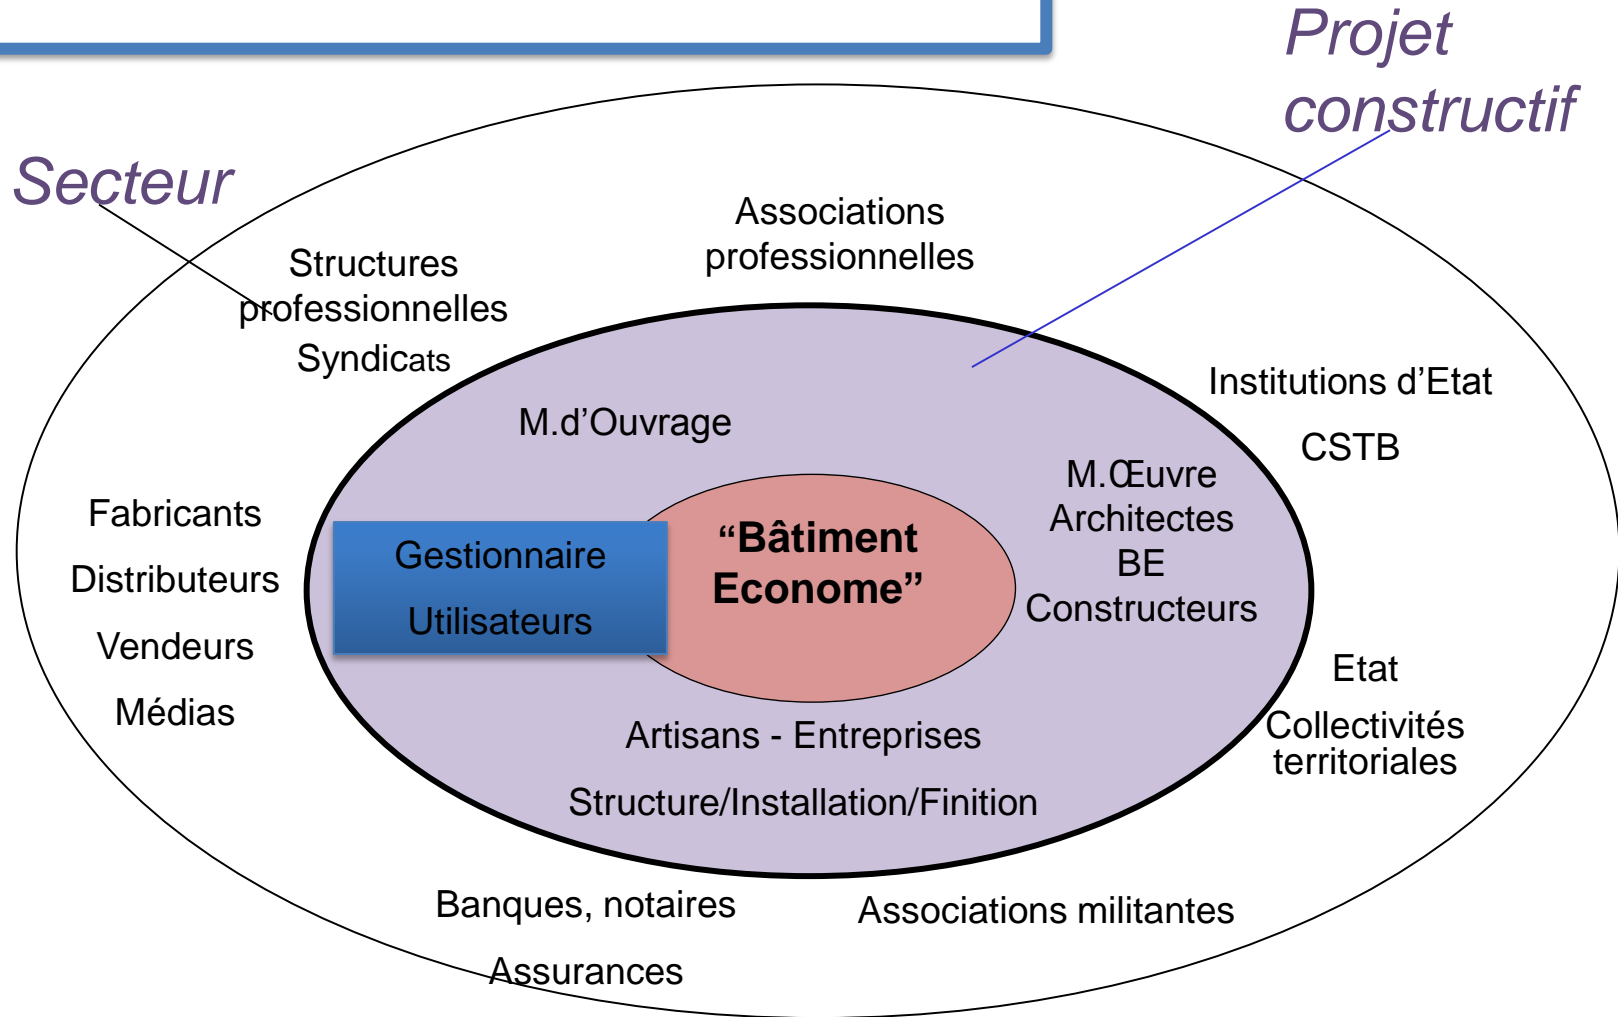 Projet
constructif
Secteur
Associations
professionnelles
Structures
professionnelles
Syndicats
Institutions d’Etat
CSTB
M.d’Ouvrage
M.Œuvre
Architectes
BE
Constructeurs
Fabricants
Distributeurs
Vendeurs
Médias
Gestionnaire
Utilisateurs
“Bâtiment
Econome”
Etat
Collectivités
territoriales
Artisans - Entreprises
Structure/Installation/Finition
Banques, notaires
Assurances
Associations militantes